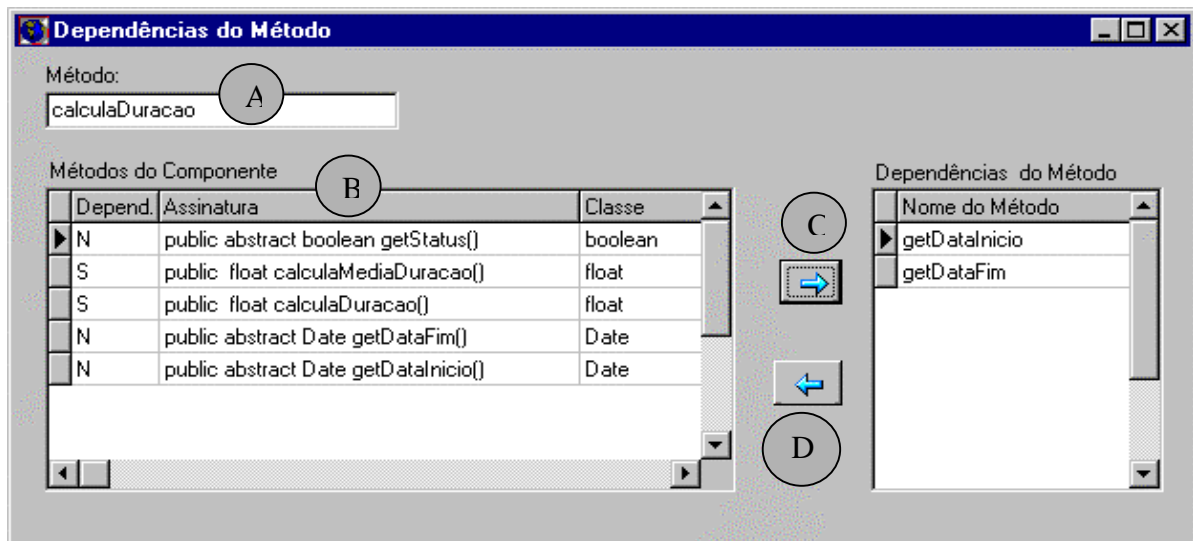 Dependências do Método
Método:
A
calculaDuracao
Métodos do Componente
B
Depend. Assinatura Classe
N public abstract boolean getStatus() boolean
S public float calculaMediaDuracao() float
S public float calculaDuracao() float
N public abstract Date getDataFim() Date
N public abstract Date getDataInicio() Date
C
D
Dependências do Método
Nome do Método
getDataInicio
getDataFim